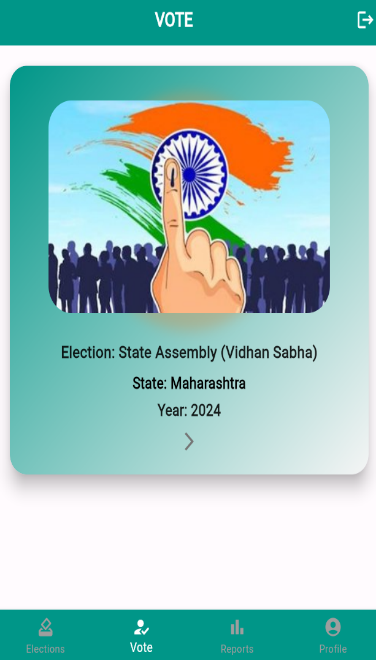 VOTE
Election: State Assembly (Vidhan Sabha)
State: Maharashtra
Year: 2024
Elections
Vote
Reports
Profile